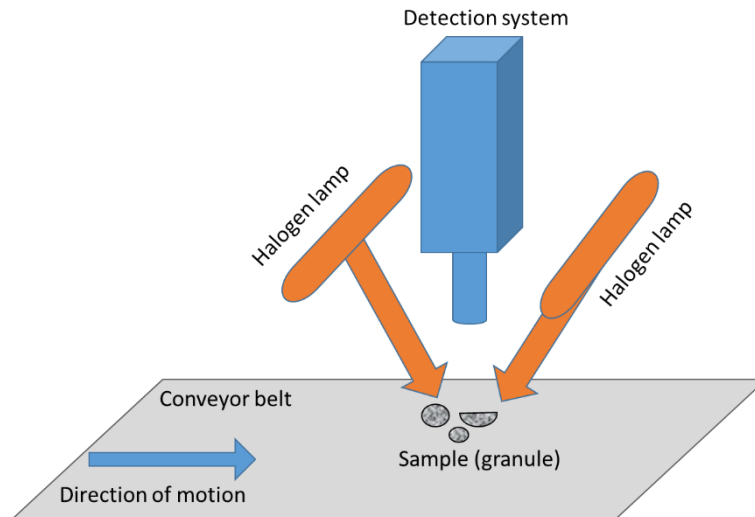 Detection system
Halogen lamp
Halogen lamp
Conveyor belt
Sample (granule)
Direction of motion